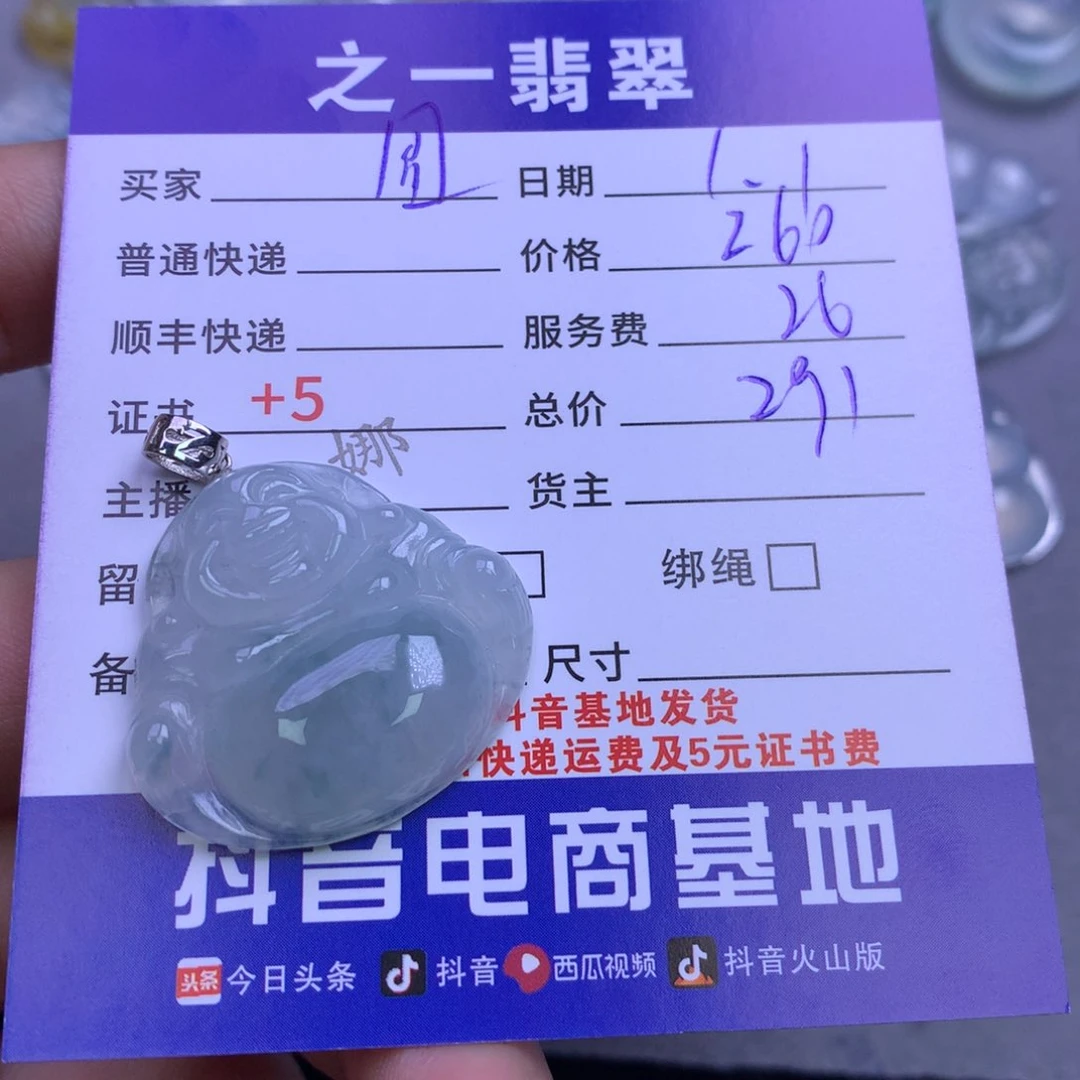 之一翡翠
买家 圆 日期 1.1
普通快递 价格 260
顺丰快递 服务费 26
证书 +5 总价 291
主播 娜 货主
留 绑绳
备 尺寸
抖音基地发货
快递运费及5元证书费
抖音电商基地
头条 今日头条 抖音 西瓜视频 抖音火山版